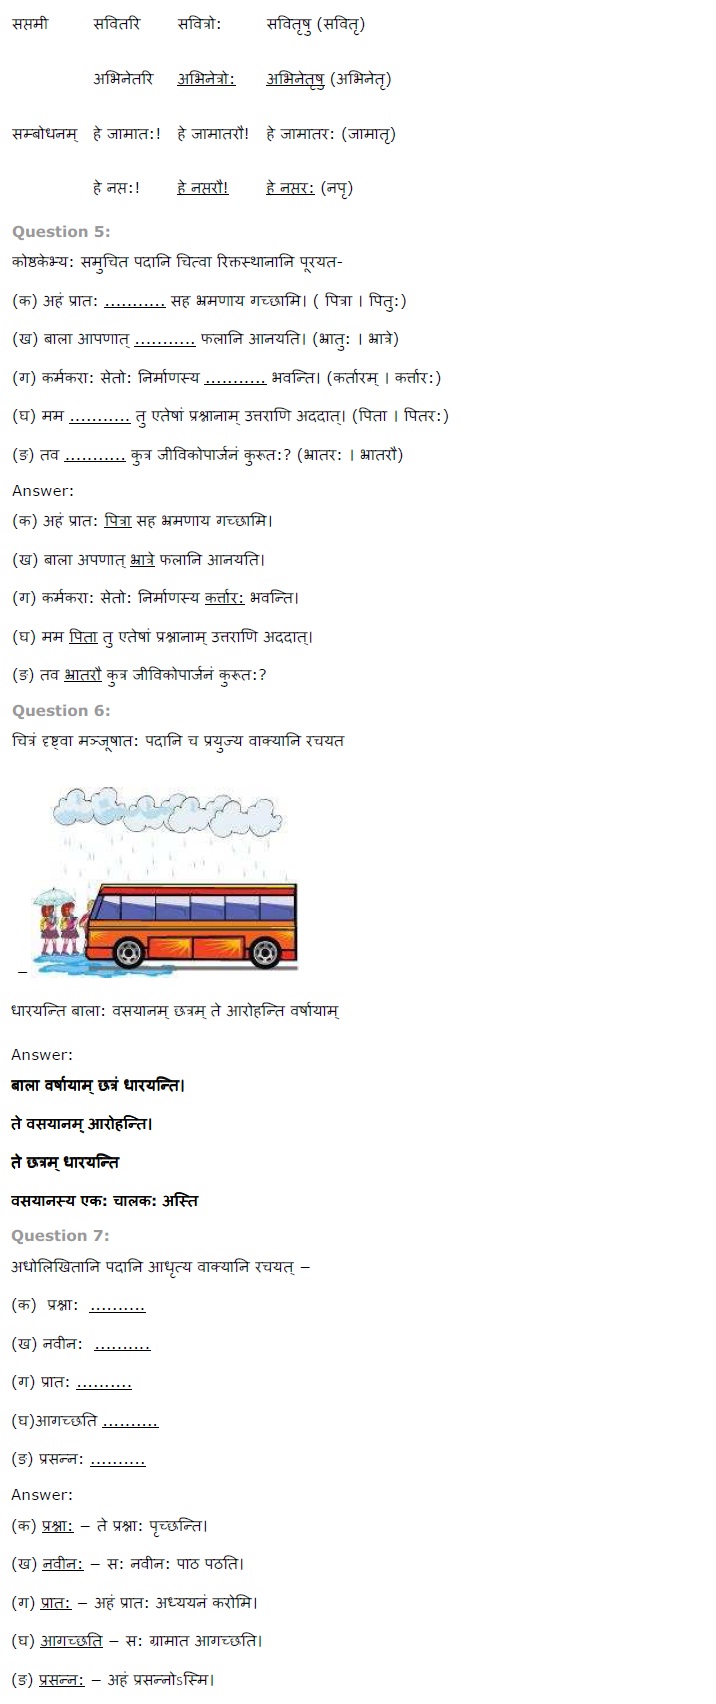 सप्तमी सवितरि सवित्रो: सवितृषु (सवितृ)
अभिनेतरि अभिनेत्रो: अभिनेतृषु (अभिनेतृ)
सम्बोधनम् हे जामात:! हे जामातरौ! हे जामातर: (जामातृ)
हे नप्त:! हे नप्तरौ! हे नप्तर: (नपृ)
Question 5:
कोष्ठकेभ्य: समुचित पदानि चित्वा रिक्तस्थानानि पूरयत-
(क) अहं प्रात: ........... सह भ्रमणाय गच्छामि। ( पित्रा । पितु:)
(ख) बाला आपणात् ........... फलानि आनयति। (भ्रातु: । भ्रात्रे)
(ग) कर्मकरा: सेतो: निर्माणस्य ........... भवन्ति। (कर्तारम् । कर्त्तार:)
(घ) मम ........... तु एतेषां प्रश्नानाम् उत्तराणि अददात्। (पिता । पितर:)
(ङ) तव ........... कुत्र जीविकोपार्जनं कुरूत:? (भ्रातर: । भ्रातरौ)
Answer:
(क) अहं प्रात: पित्रा सह भ्रमणाय गच्छामि।
(ख) बाला अपणात् भ्रात्रे फलानि आनयति।
(ग) कर्मकरा: सेतो: निर्माणस्य कर्त्तार: भवन्ति।
(घ) मम पिता तु एतेषां प्रश्नानाम् उत्तराणि अददात्।
(ङ) तव भ्रातरौ कुत्र जीविकोपार्जनं कुरूत:?
Question 6:
चित्रं दृष्ट्वा मञ्जूषात: पदानि च प्रयुज्य वाक्यानि रचयत
–
धारयन्ति बाला: वसयानम् छत्रम् ते आरोहन्ति वर्षायाम्
Answer:
बाला वर्षायाम् छत्रं धारयन्ति।
ते वसयानम् आरोहन्ति।
ते छत्रम् धारयन्ति
वसयानस्य एक: चालक: अस्ति
Question 7:
अधोलिखितानि पदानि आधृत्य वाक्यानि रचयत् –
(क) प्रश्ना: ..........
(ख) नवीन: ..........
(ग) प्रात: ..........
(घ)आगच्छति ..........
(ङ) प्रसन्न: ..........
Answer:
(क) प्रश्ना: – ते प्रश्ना: पृच्छन्ति।
(ख) नवीन: – स: नवीन: पाठ पठति।
(ग) प्रात: – अहं प्रात: अध्ययनं करोमि।
(घ) आगच्छति – स: ग्रामात आगच्छति।
(ङ) प्रसन्न: – अहं प्रसन्नोऽस्मि।